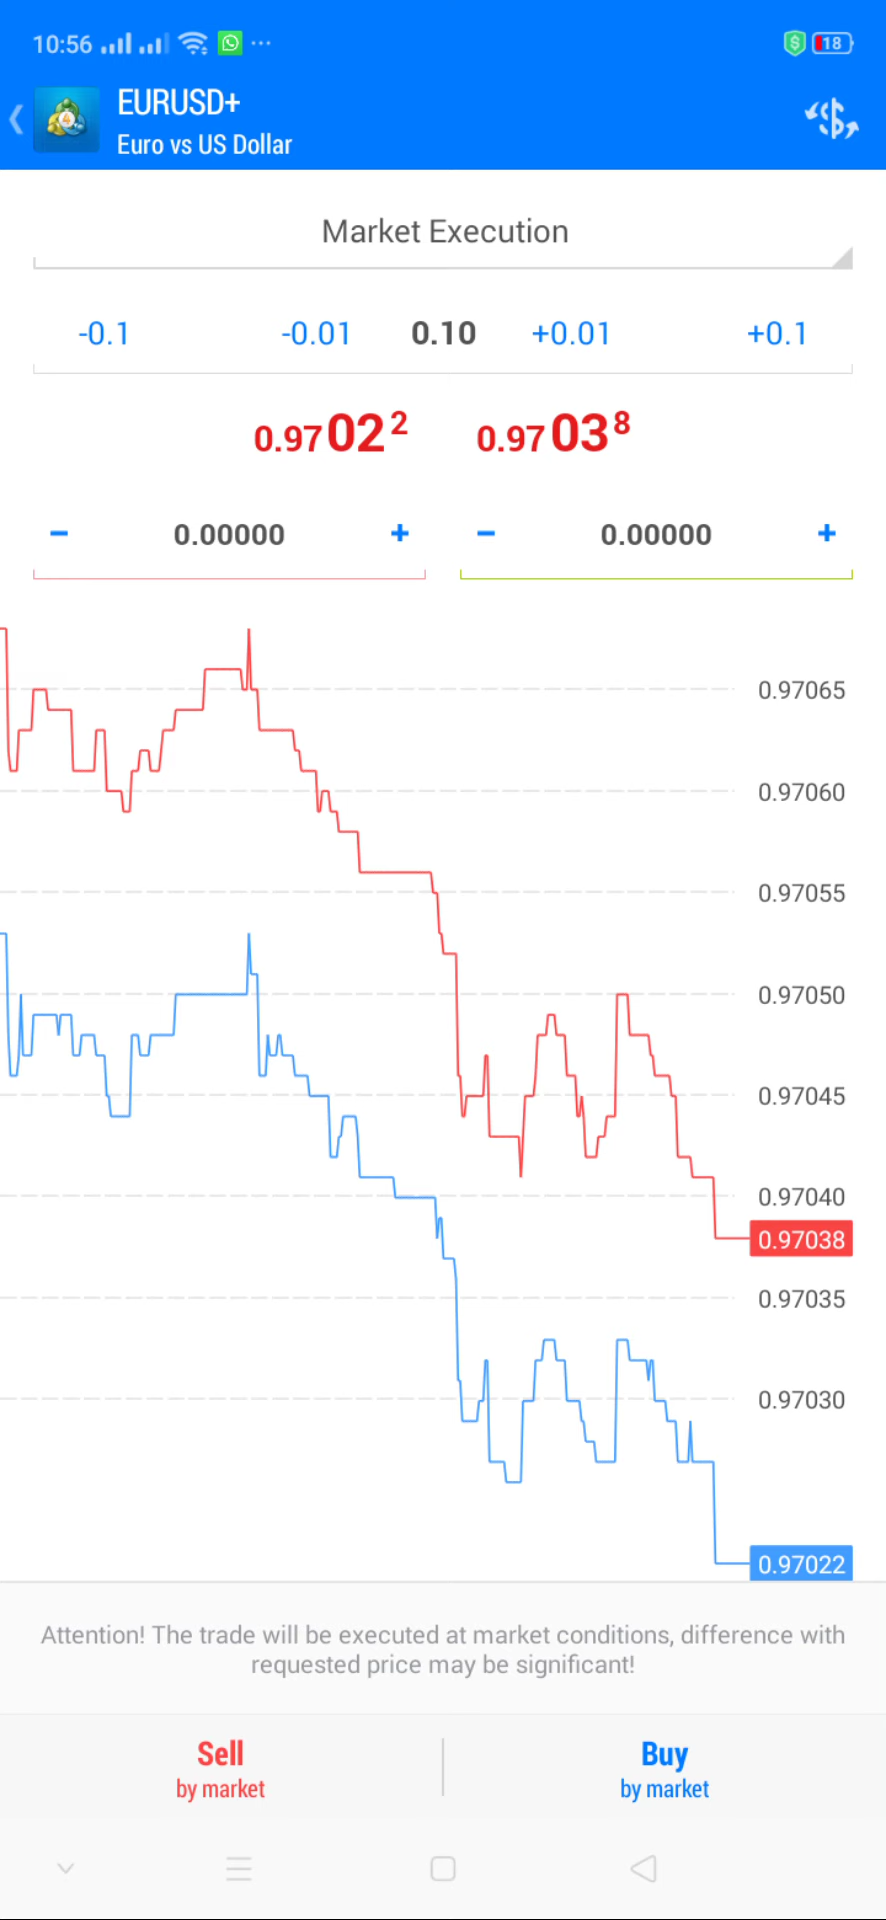 10:56
18
EURUSD+
Euro vs US Dollar
Market Execution
-0.1 -0.01 0.10 +0.01 +0.1
0.97022 0.97038
− 0.00000 + − 0.00000 +
0.97065
0.97060
0.97055
0.97050
0.97045
0.97040
0.97038
0.97035
0.97030
0.97022
Attention! The trade will be executed at market conditions, difference with
requested price may be significant!
Sell Buy
by market by market